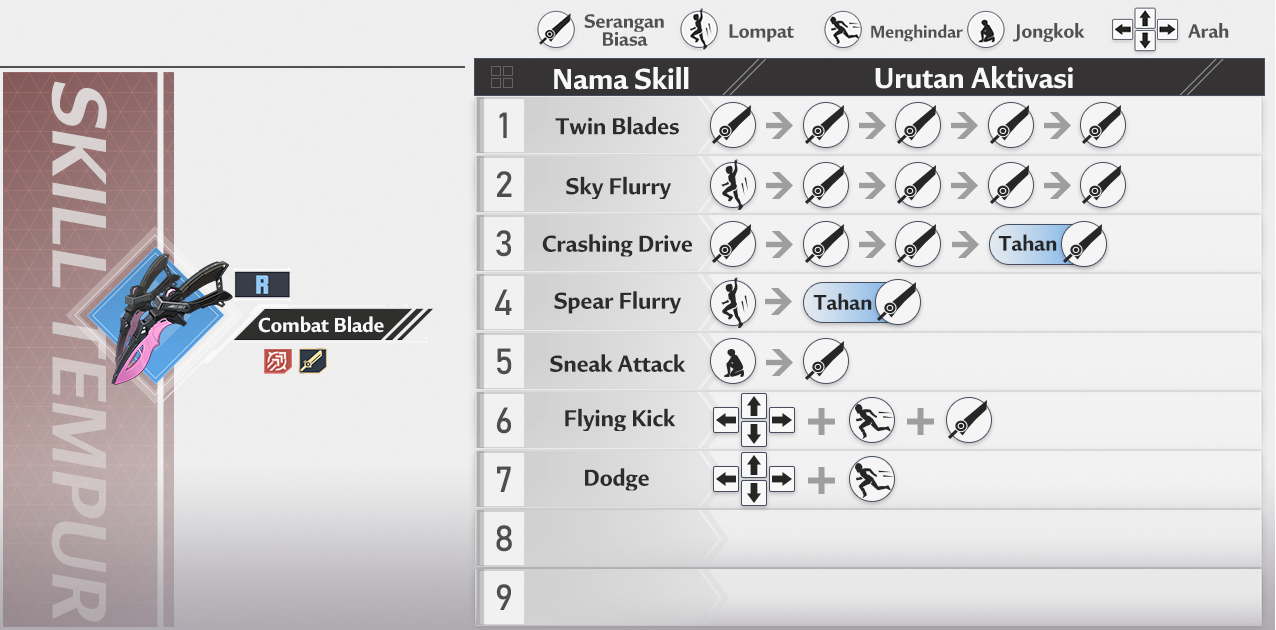 Serangan
Biasa
Lompat
Menghindar
Jongkok
Arah
SKILL TEMPUR
R
Combat Blade
Nama Skill
Urutan Aktivasi
1 Twin Blades
2 Sky Flurry
3 Crashing Drive Tahan
4 Spear Flurry Tahan
5 Sneak Attack
6 Flying Kick
7 Dodge
8
9